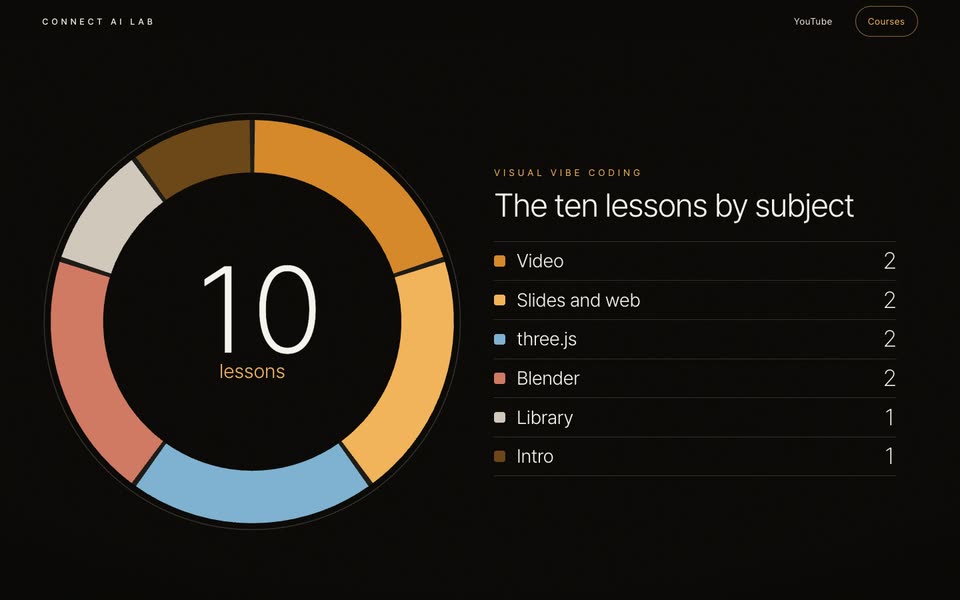 CONNECT AI LAB
YouTube
Courses
10
lessons
VISUAL VIBE CODING
The ten lessons by subject
Video 2
Slides and web 2
three.js 2
Blender 2
Library 1
Intro 1